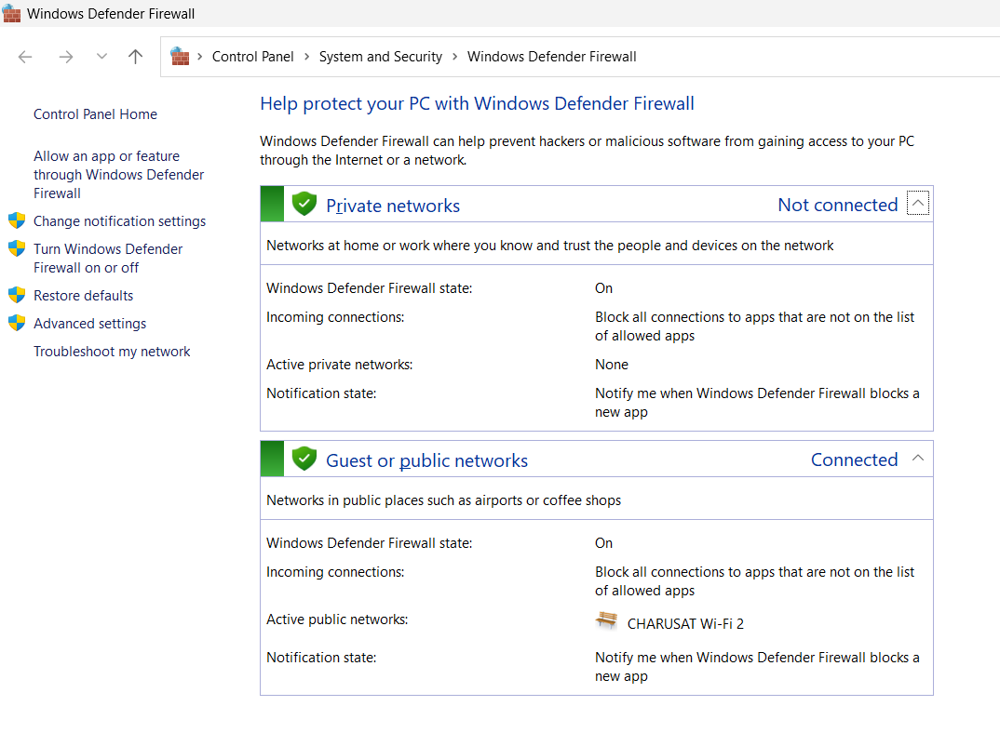 Windows Defender Firewall
Control Panel > System and Security > Windows Defender Firewall
Control Panel Home
Allow an app or feature
through Windows Defender
Firewall
Change notification settings
Turn Windows Defender
Firewall on or off
Restore defaults
Advanced settings
Troubleshoot my network
Help protect your PC with Windows Defender Firewall
Windows Defender Firewall can help prevent hackers or malicious software from gaining access to your PC
through the Internet or a network.
Private networks Not connected
Networks at home or work where you know and trust the people and devices on the network
Windows Defender Firewall state: On
Incoming connections: Block all connections to apps that are not on the list
of allowed apps
Active private networks: None
Notification state: Notify me when Windows Defender Firewall blocks a
new app
Guest or public networks Connected
Networks in public places such as airports or coffee shops
Windows Defender Firewall state: On
Incoming connections: Block all connections to apps that are not on the list
of allowed apps
Active public networks: CHARUSAT Wi-Fi 2
Notification state: Notify me when Windows Defender Firewall blocks a
new app